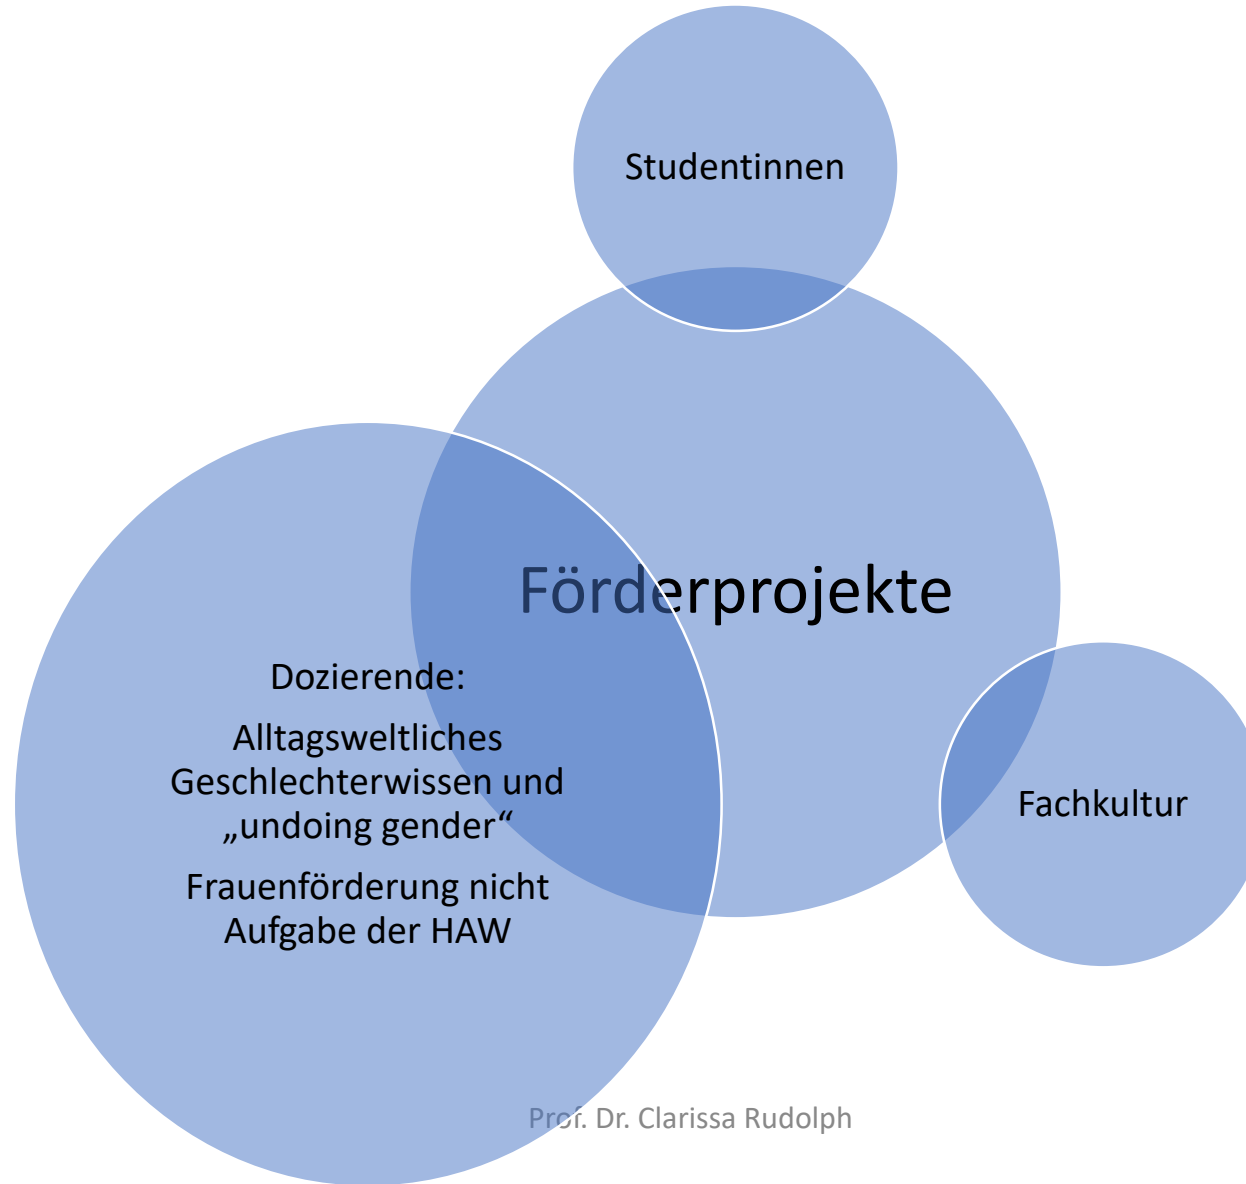 Studentinnen
Förderprojekte
Dozierende:
Alltagsweltliches
Geschlechterwissen und
„undoing gender“
Frauenförderung nicht
Aufgabe der HAW
Fachkultur
Prof. Dr. Clarissa Rudolph